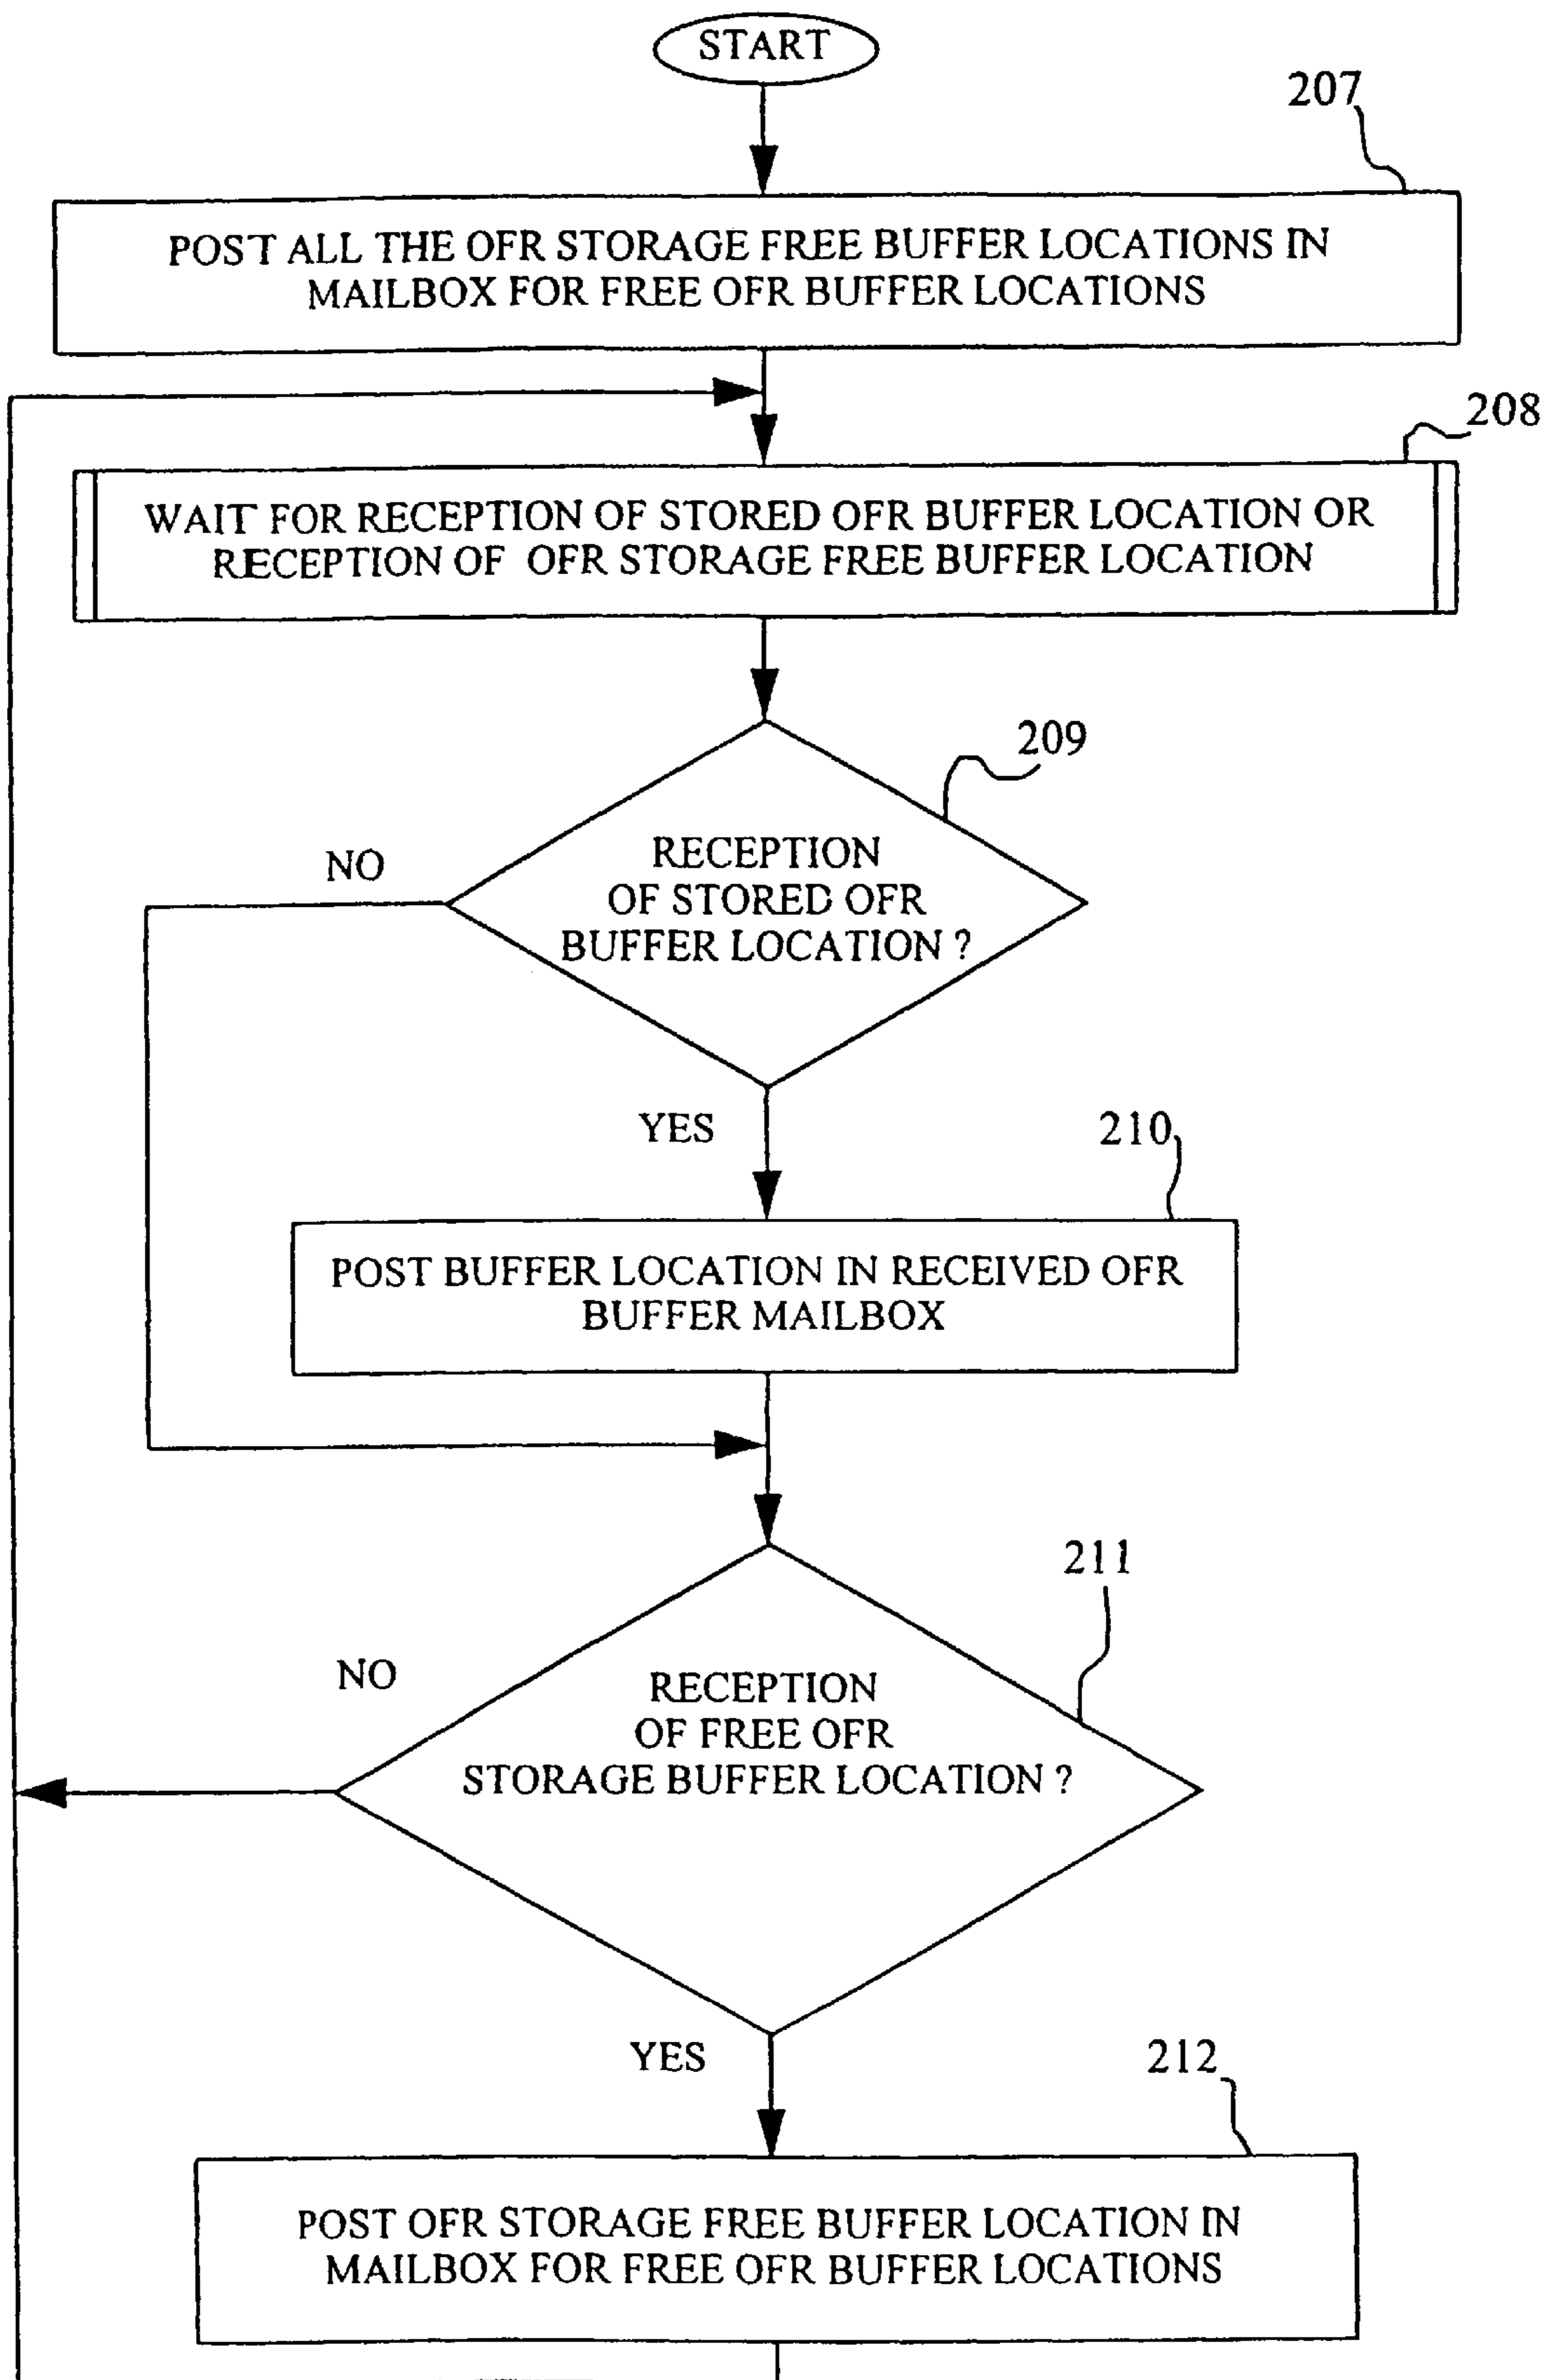 START
207
POST ALL THE OFR STORAGE FREE BUFFER LOCATIONS IN
MAILBOX FOR FREE OFR BUFFER LOCATIONS
208
WAIT FOR RECEPTION OF STORED OFR BUFFER LOCATION OR
RECEPTION OF OFR STORAGE FREE BUFFER LOCATION
209
NO
RECEPTION
OF STORED OFR
BUFFER LOCATION ?
YES
210
POST BUFFER LOCATION IN RECEIVED OFR
BUFFER MAILBOX
211
NO
RECEPTION
OF FREE OFR
STORAGE BUFFER LOCATION ?
YES
212
POST OFR STORAGE FREE BUFFER LOCATION IN
MAILBOX FOR FREE OFR BUFFER LOCATIONS